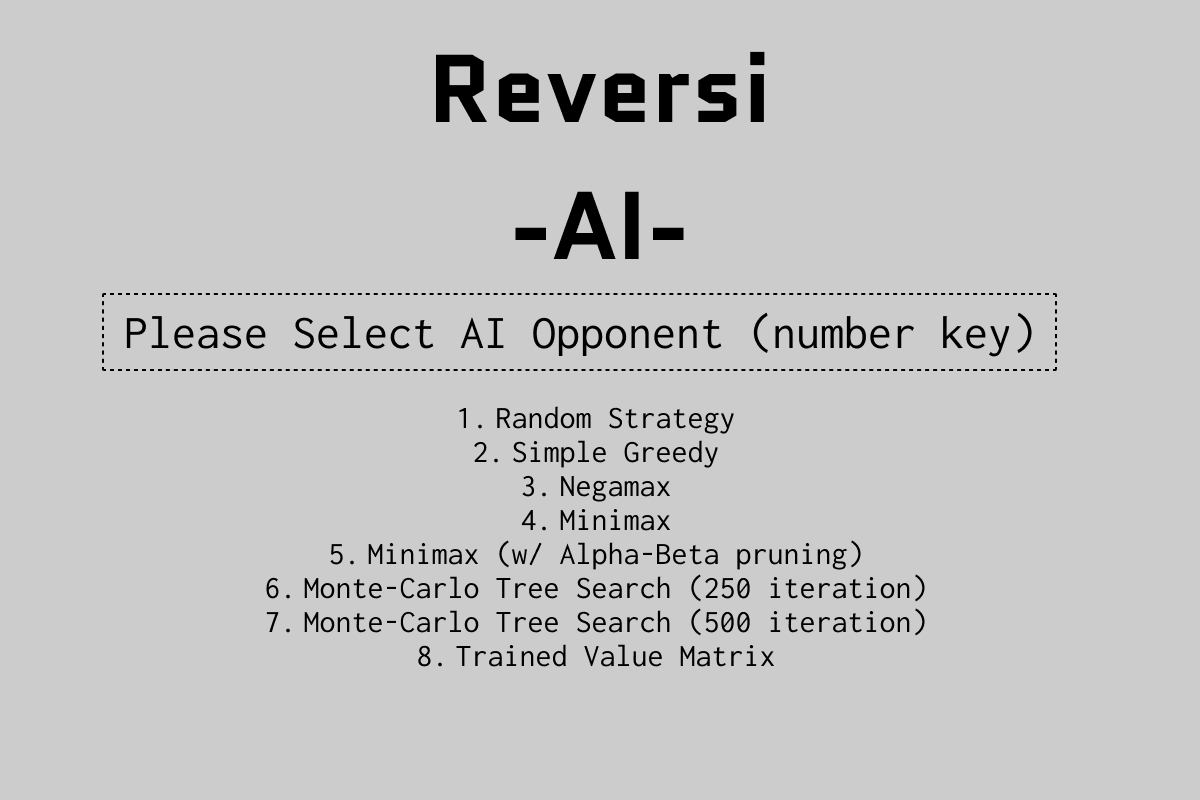 Reversi
-AI-
Please Select AI Opponent (number key)
1. Random Strategy
2. Simple Greedy
3. Negamax
4. Minimax
5. Minimax (w/ Alpha-Beta pruning)
6. Monte-Carlo Tree Search (250 iteration)
7. Monte-Carlo Tree Search (500 iteration)
8. Trained Value Matrix